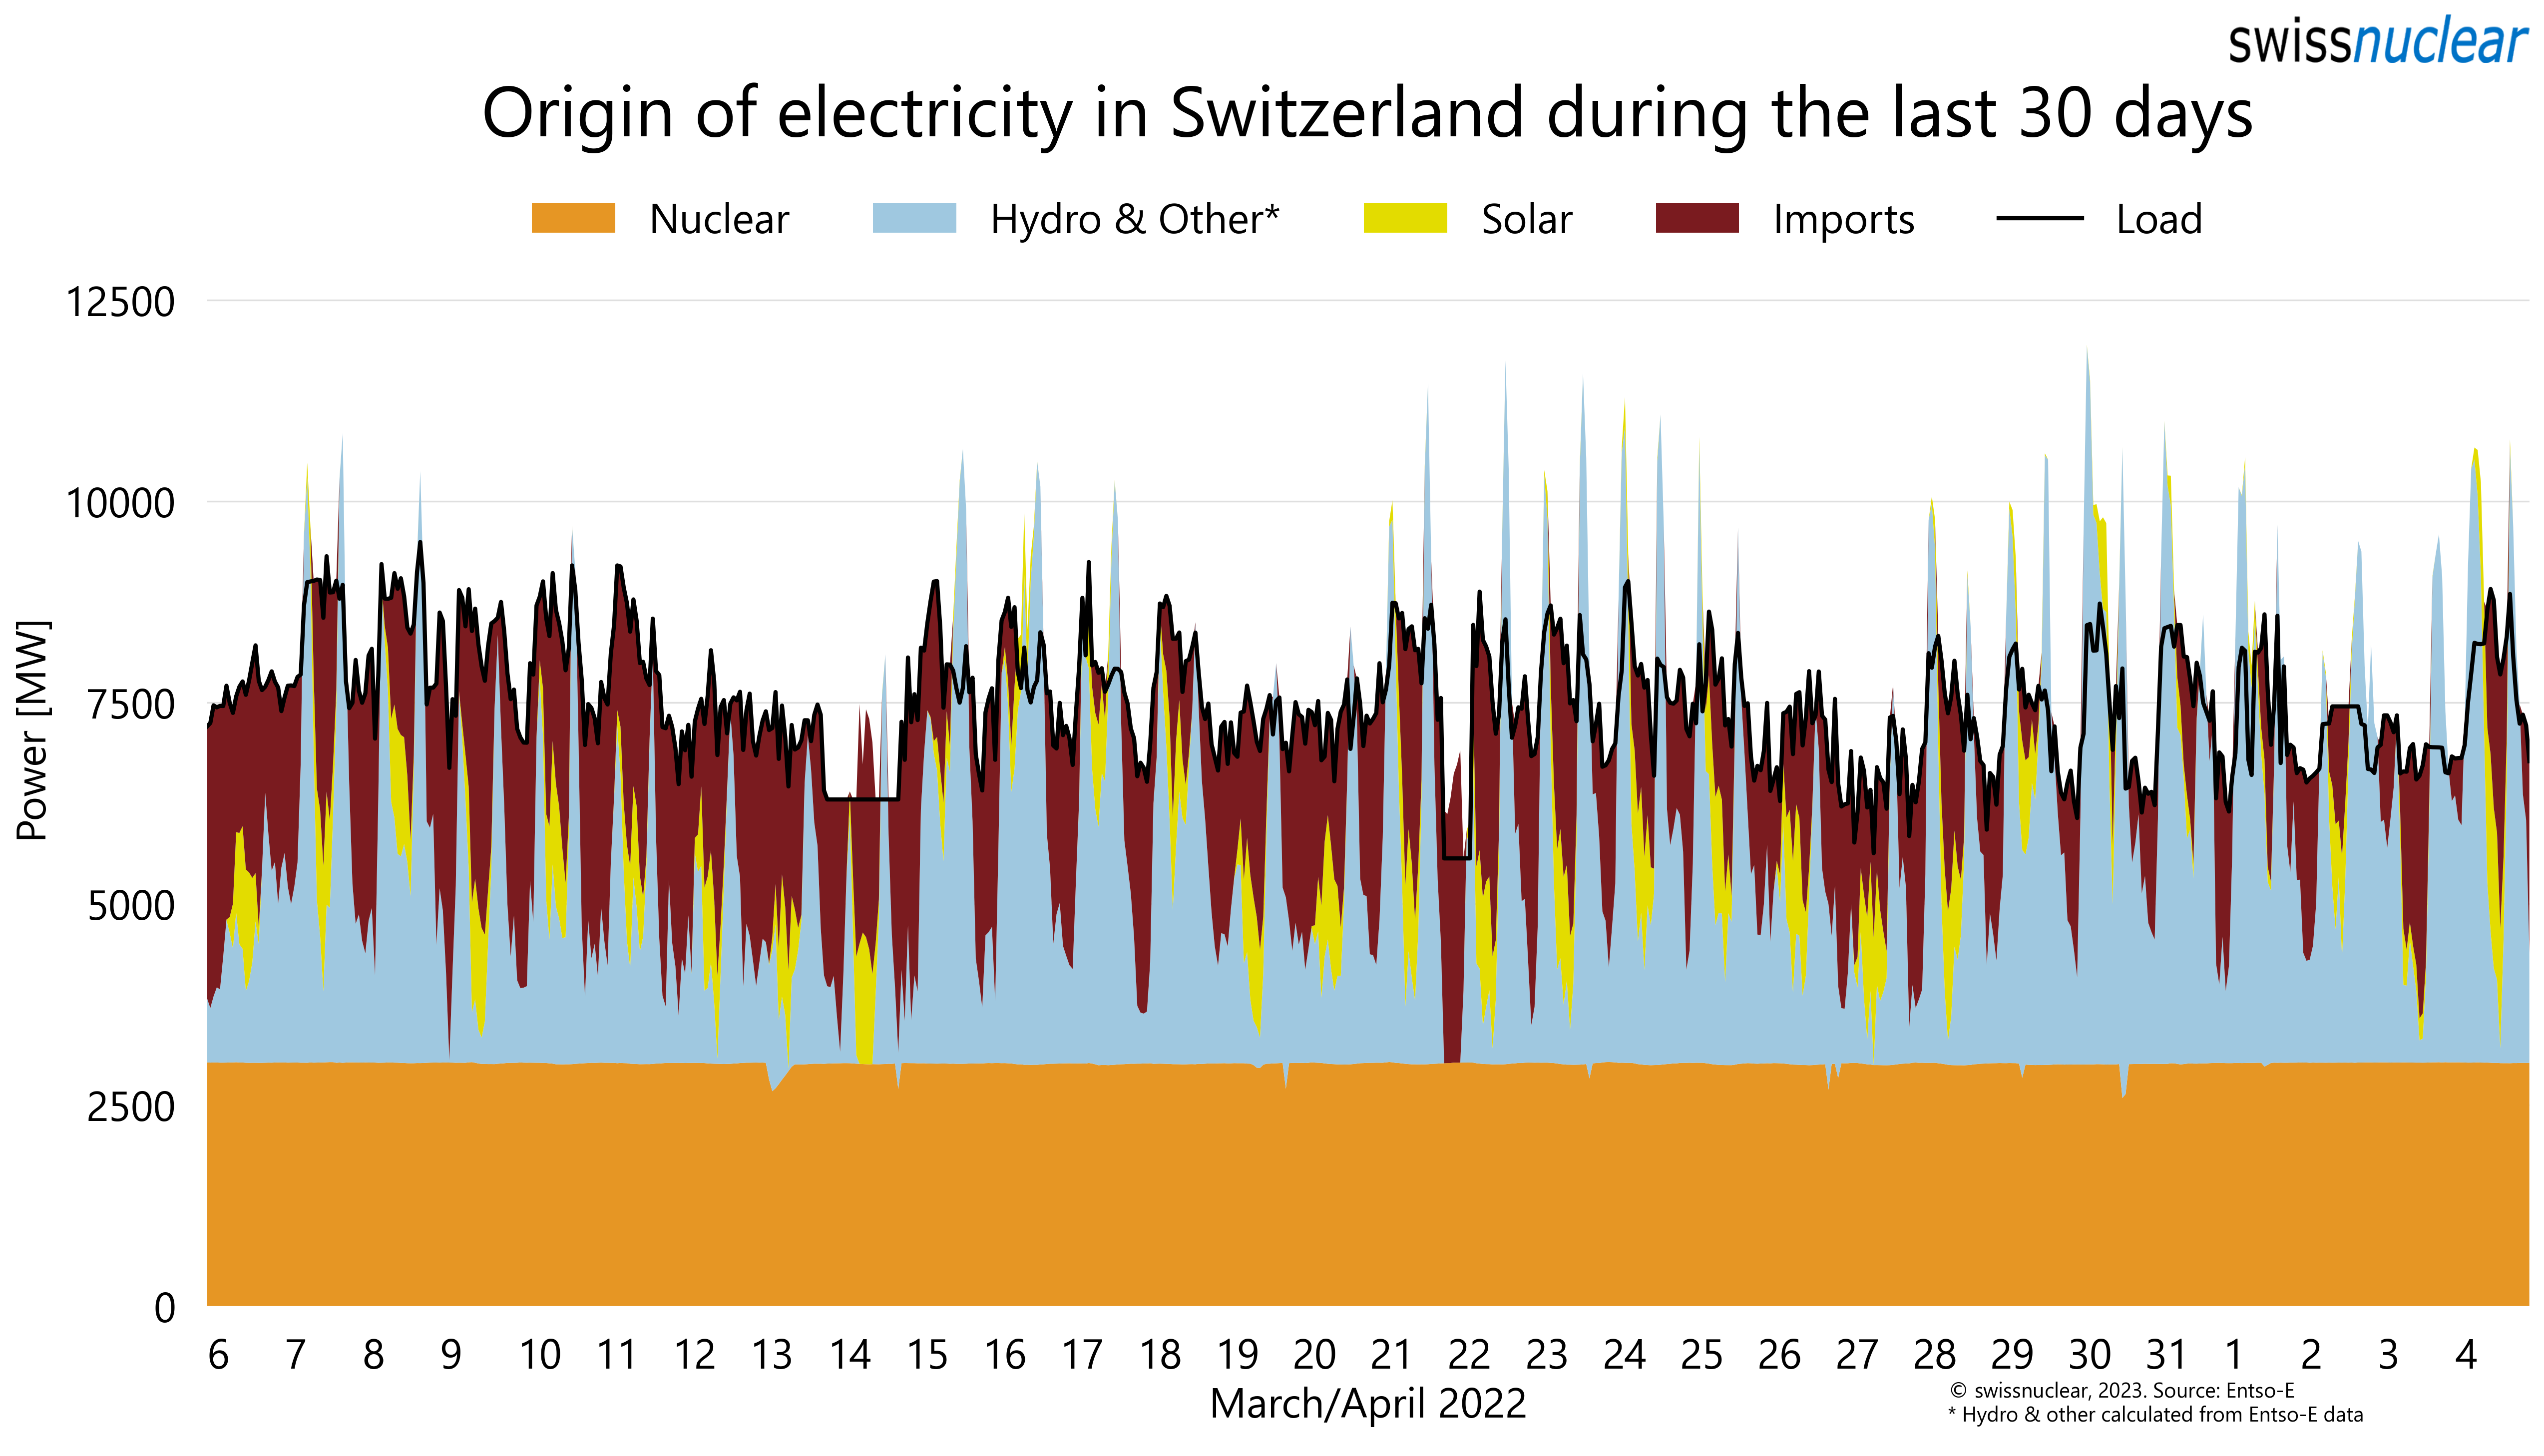 swissnuclear
Origin of electricity in Switzerland during the last 30 days
Nuclear Hydro & Other* Solar Imports Load
12500
10000
7500
5000
2500
0
Power [MW]
6 7 8 9 10 11 12 13 14 15 16 17 18 19 20 21 22 23 24 25 26 27 28 29 30 31 1 2 3 4
March/April 2022
© swissnuclear, 2023. Source: Entso-E
* Hydro & other calculated from Entso-E data